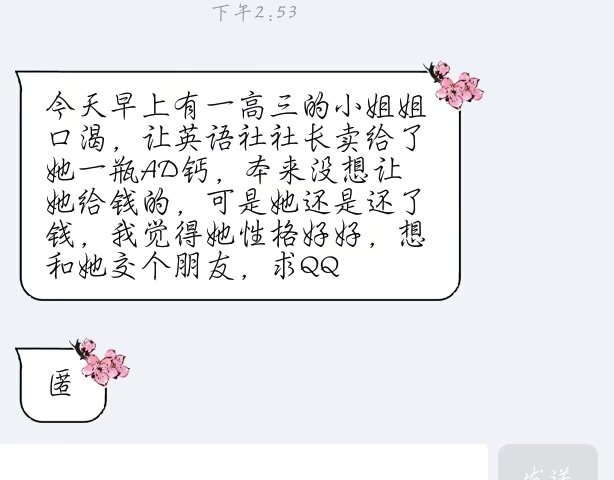 下午2:53
今天早上有一高三的小姐姐
口渴，让英语社社长卖给了
她一瓶AD钙，本来没想让
她给钱的，可是她还是还了
钱，我觉得她性格好好，想
和她交个朋友，求QQ
匿
发送